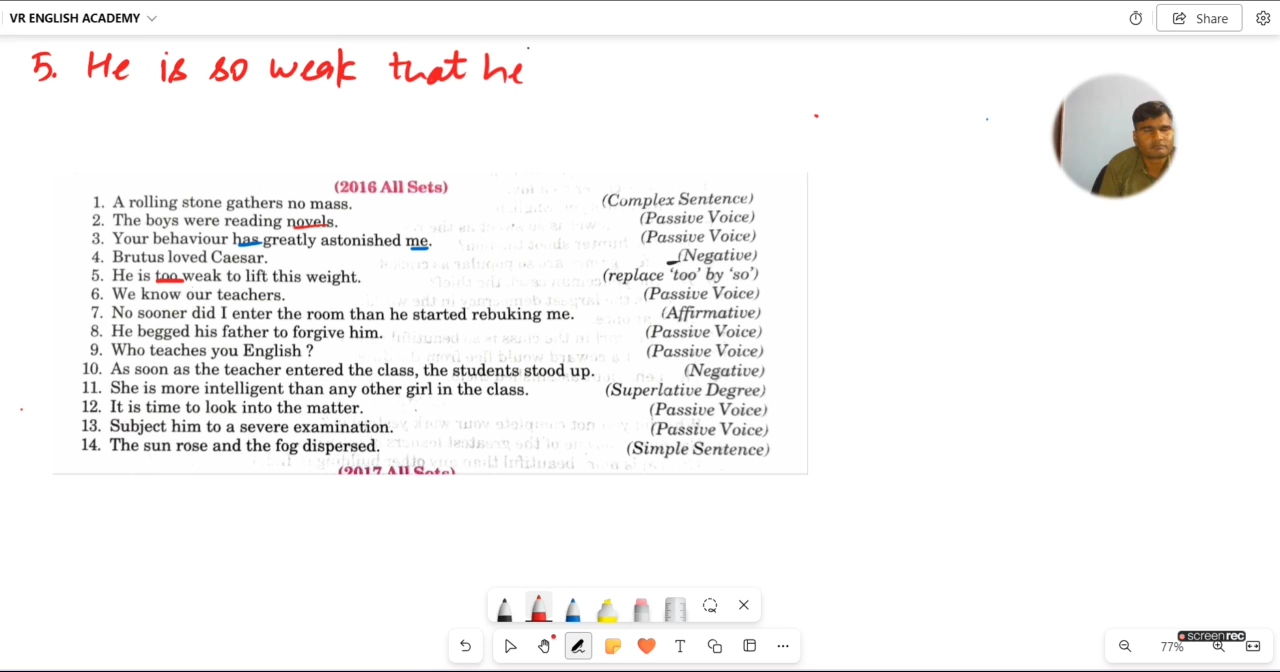 VR ENGLISH ACADEMY
Share
5. He is so weak that he
(2016 All Sets)
1. A rolling stone gathers no mass. (Complex Sentence)
2. The boys were reading novels. (Passive Voice)
3. Your behaviour has greatly astonished me. (Passive Voice)
4. Brutus loved Caesar. (Negative)
5. He is too weak to lift this weight. (replace ‘too’ by ‘so’)
6. We know our teachers. (Passive Voice)
7. No sooner did I enter the room than he started rebuking me. (Affirmative)
8. He begged his father to forgive him. (Passive Voice)
9. Who teaches you English ? (Passive Voice)
10. As soon as the teacher entered the class, the students stood up. (Negative)
11. She is more intelligent than any other girl in the class. (Superlative Degree)
12. It is time to look into the matter. (Passive Voice)
13. Subject him to a severe examination. (Passive Voice)
14. The sun rose and the fog dispersed. (Simple Sentence)
(2017 All Sets)
77%
screenrec